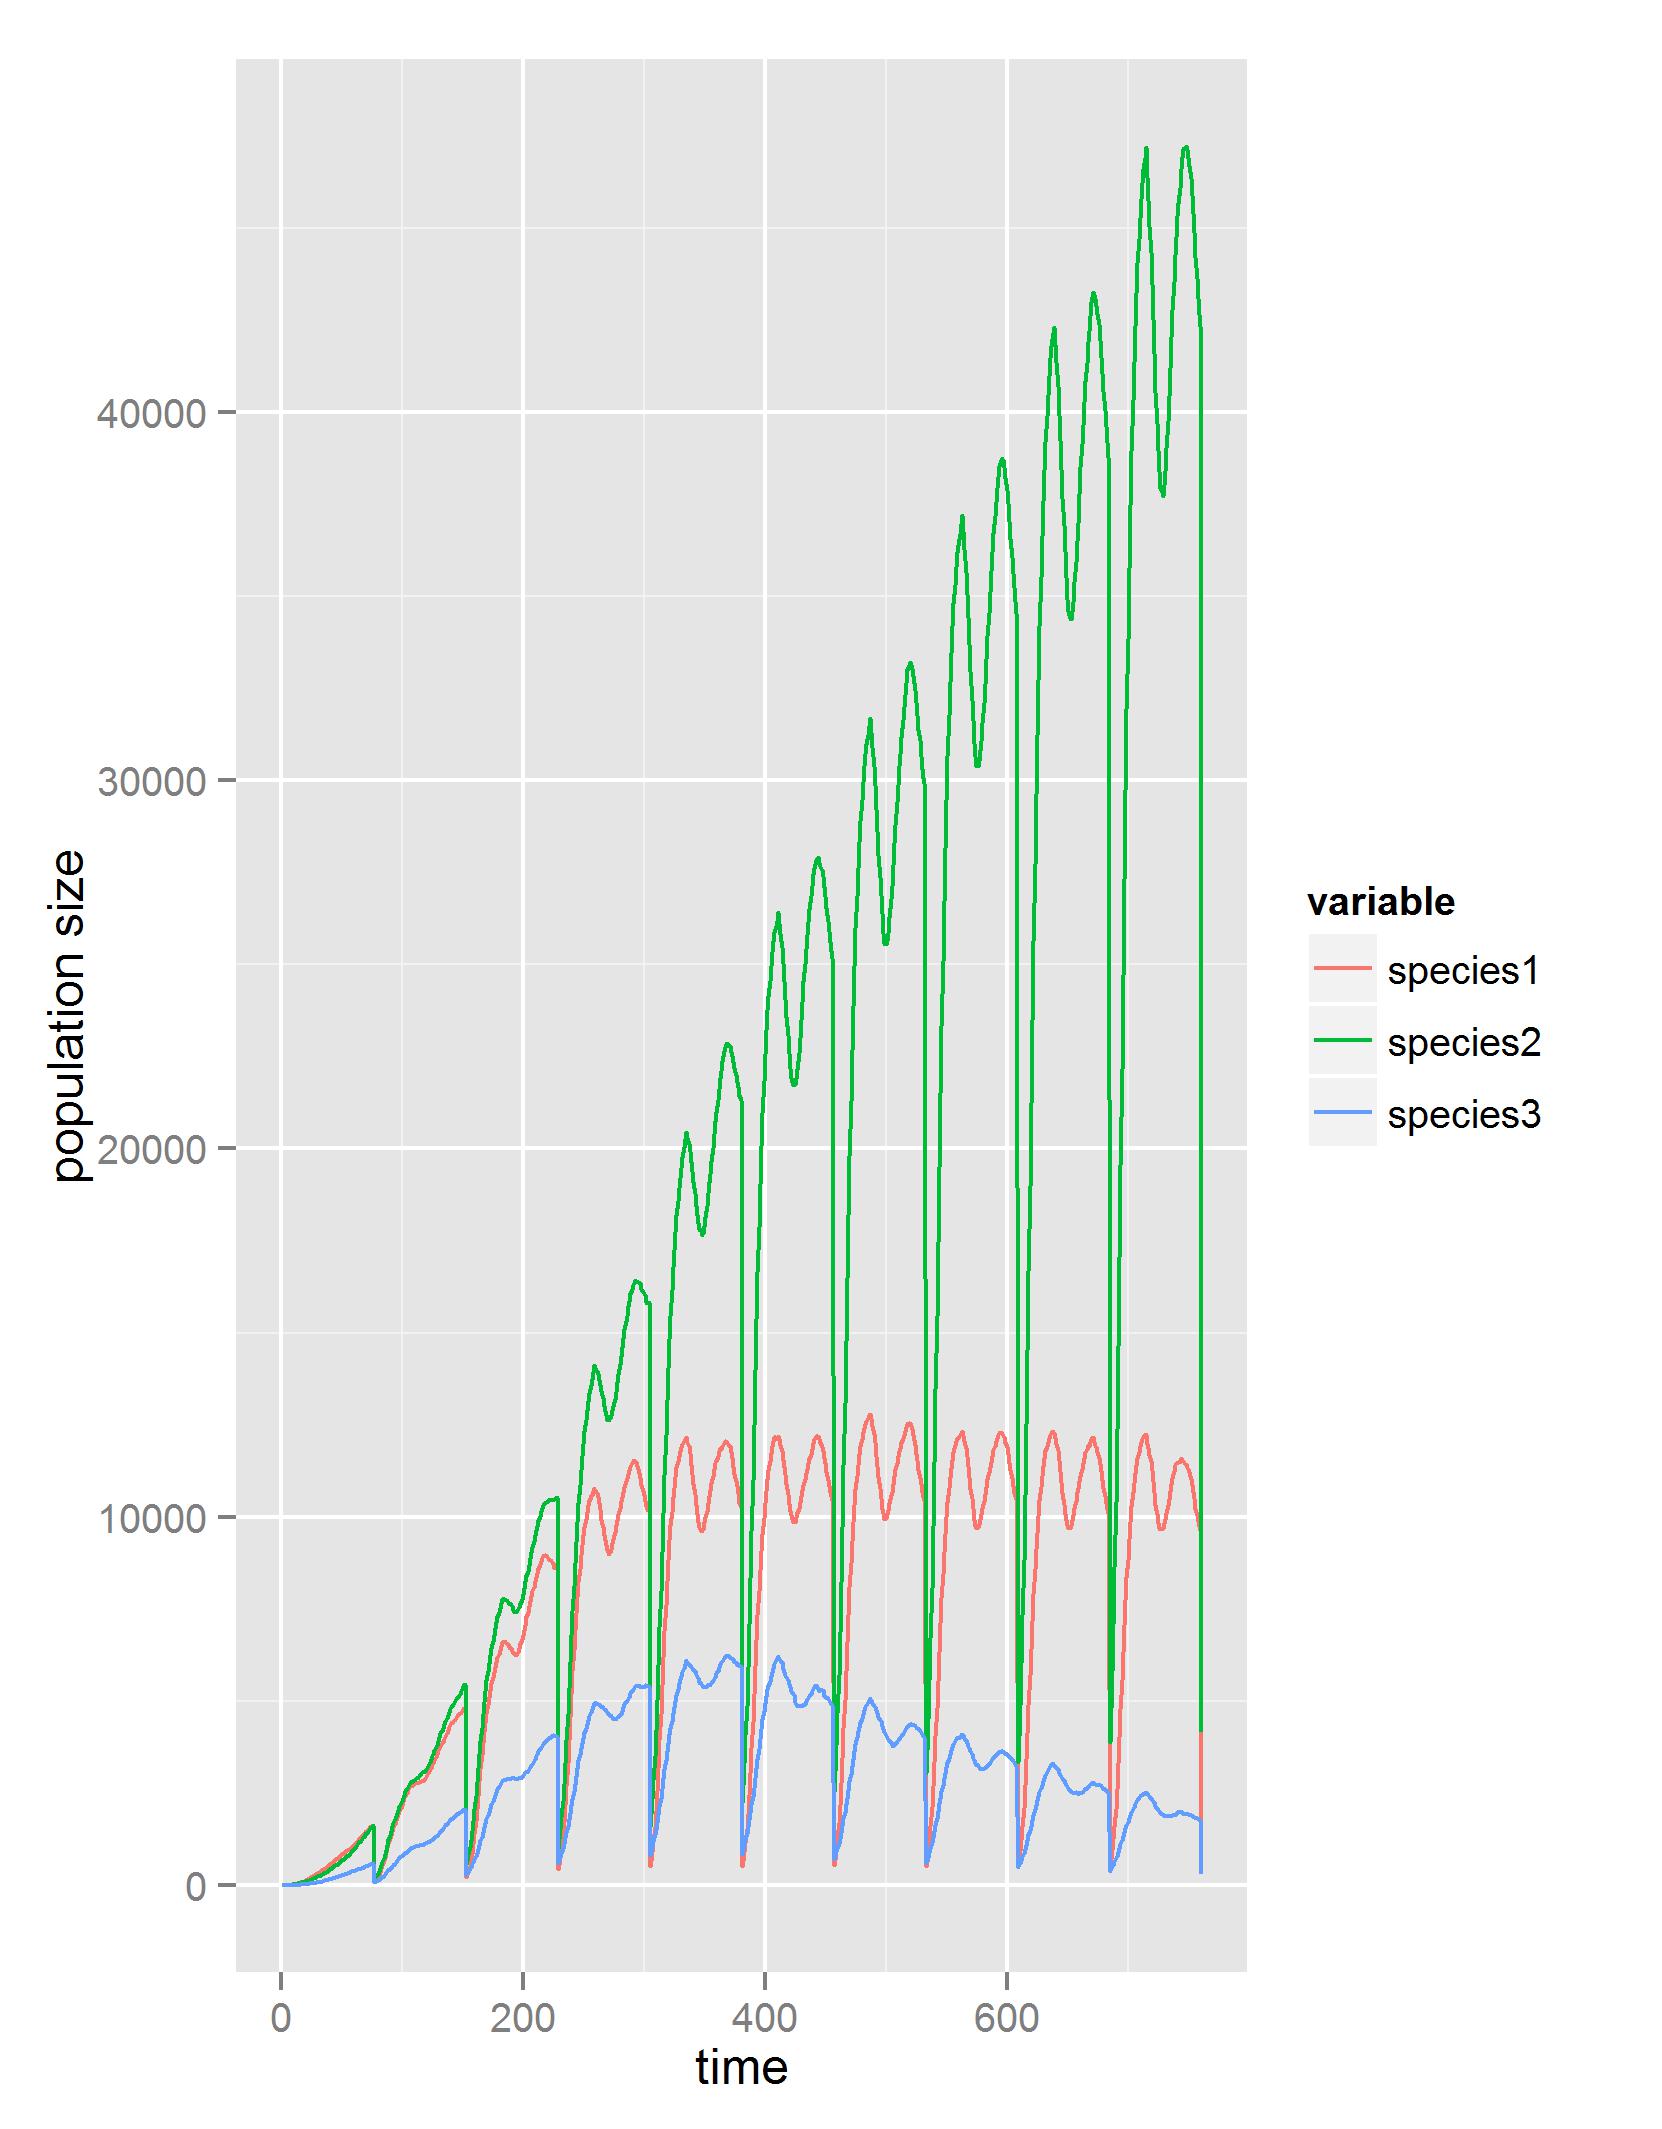 40000
30000
20000
10000
0
population size
0 200 400 600
time
variable
species1
species2
species3